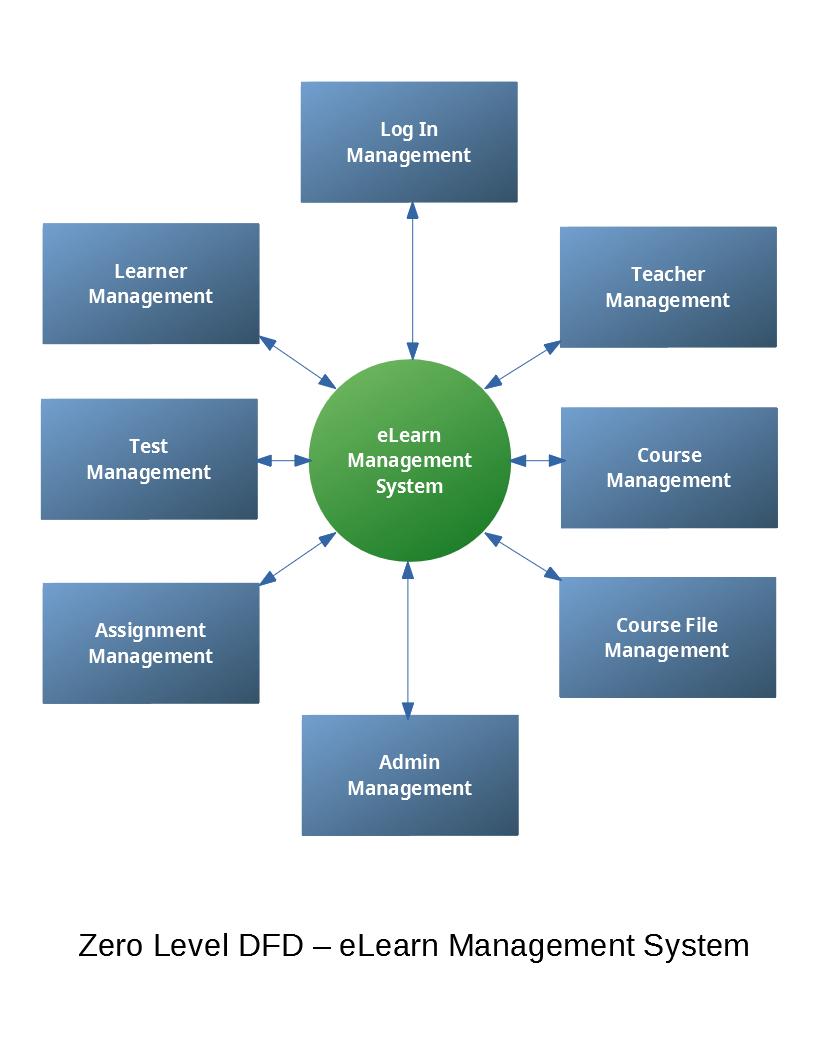 Log In
Management
Learner
Management
Teacher
Management
eLearn
Management
System
Test
Management
Course
Management
Assignment
Management
Course File
Management
Admin
Management
Zero Level DFD – eLearn Management System